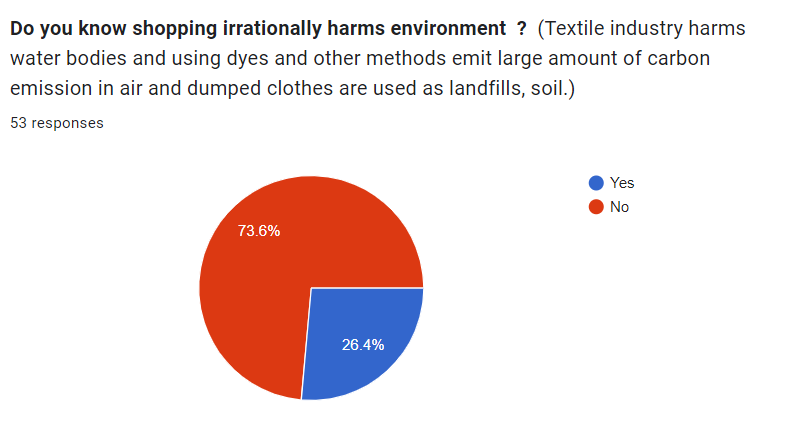 Do you know shopping irrationally harms environment ? (Textile industry harms
water bodies and using dyes and other methods emit large amount of carbon
emission in air and dumped clothes are used as landfills, soil.)
53 responses
Yes
No
73.6%
26.4%